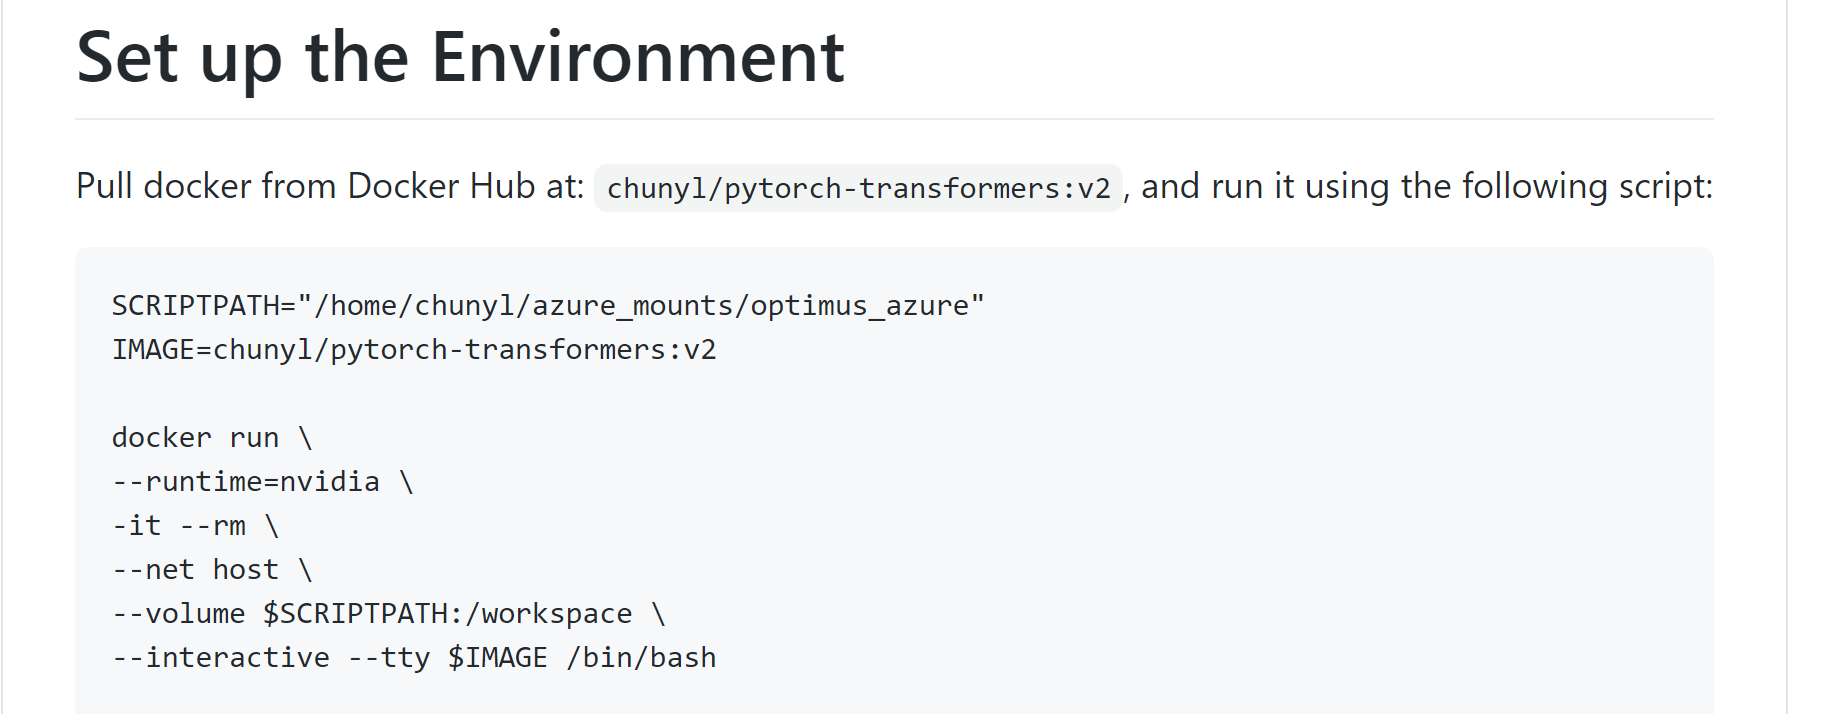 Set up the Environment
Pull docker from Docker Hub at: chunyl/pytorch-transformers:v2, and run it using the following script:
SCRIPTPATH="/home/chunyl/azure_mounts/optimus_azure"
IMAGE=chunyl/pytorch-transformers:v2
docker run \
--runtime=nvidia \
-it --rm \
--net host \
--volume $SCRIPTPATH:/workspace \
--interactive --tty $IMAGE /bin/bash